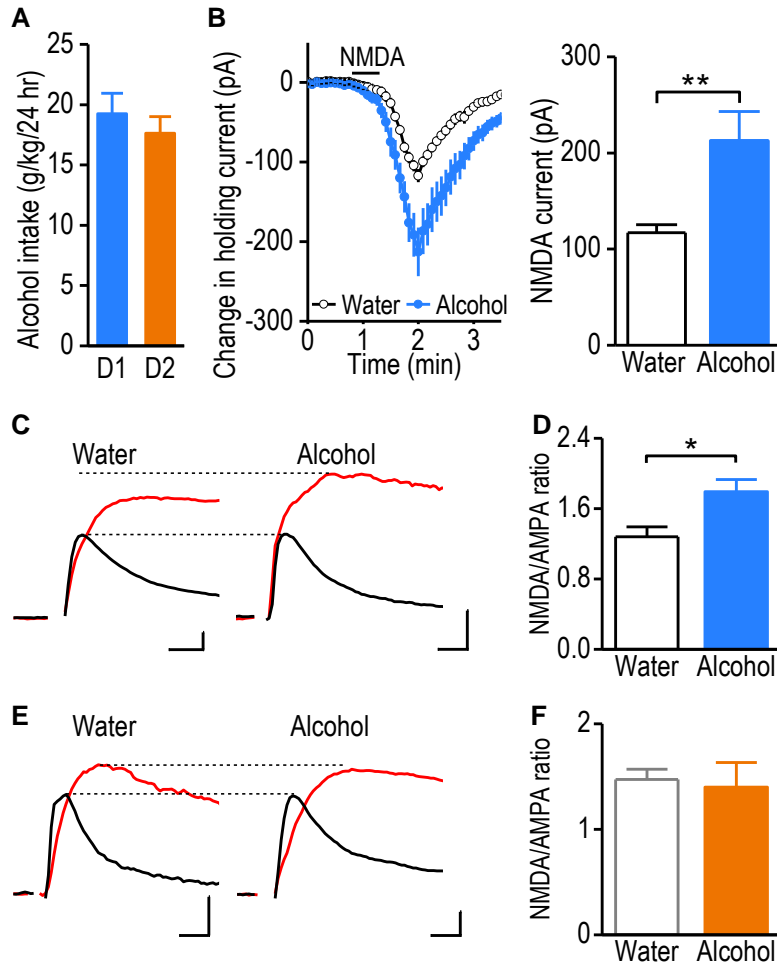 A
Alcohol intake (g/kg/24 hr)
25
20
15
10
5
0
D1 D2
B
Change in holding current (pA)
NMDA
0
-100
-200
-300
Water Alcohol
0 1 2 3
Time (min)
NMDA current (pA)
300
200
100
0
**
Water Alcohol
C
Water Alcohol
D
NMDA/AMPA ratio
2.4
1.8
1.2
0.6
0.0
*
Water Alcohol
E
Water Alcohol
F
NMDA/AMPA ratio
2
1
0
Water Alcohol